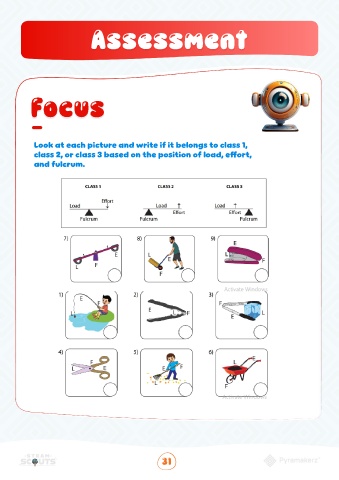 Assessment
Focus
Look at each picture and write if it belongs to class 1,
class 2, or class 3 based on the position of load, effort,
and fulcrum.
CLASS 1 CLASS 2 CLASS 3
Load Effort Fulcrum
Load Effort Fulcrum
Load Effort Fulcrum
7) E L F
8) L E F
9) E L F
Activate Windows
1) E F L
2) E L F
3) F E L
4) F L E
5) E F L
6) L E F
Activate Windows
SCOUTS
31
Pyramakerz